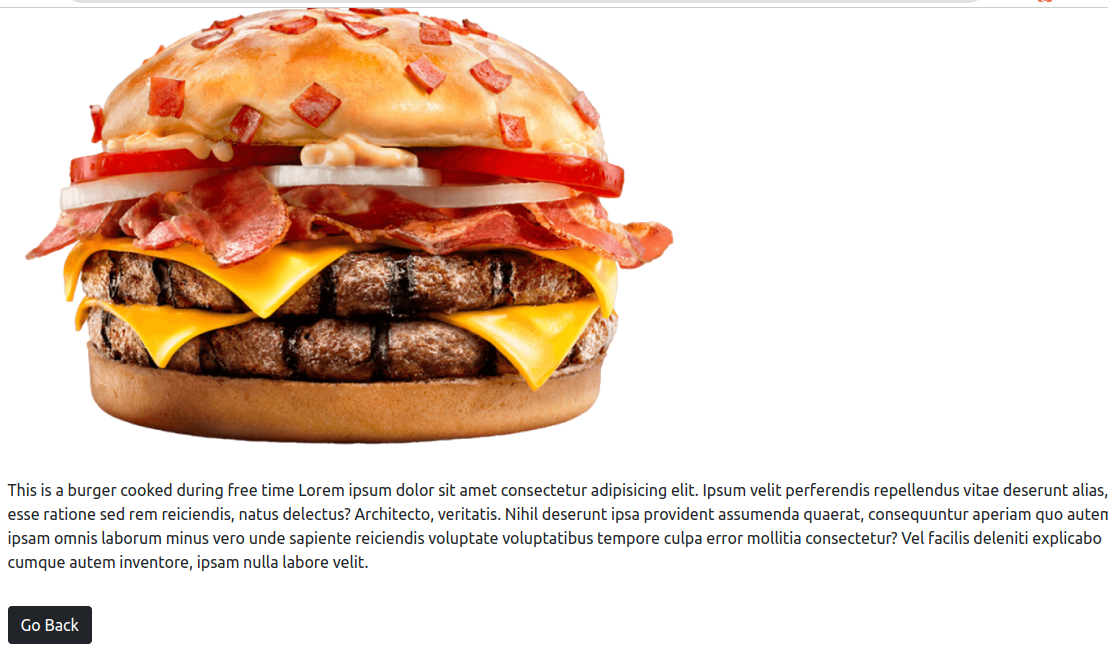 This is a burger cooked during free time Lorem ipsum dolor sit amet consectetur adipisicing elit. Ipsum velit perferendis repellendus vitae deserunt alias,
esse ratione sed rem reiciendis, natus delectus? Architecto, veritatis. Nihil deserunt ipsa provident assumenda quaerat, consequuntur aperiam quo autem
ipsam omnis laborum minus vero unde sapiente reiciendis voluptate voluptatibus tempore culpa error mollitia consectetur? Vel facilis deleniti explicabo
cumque autem inventore, ipsam nulla labore velit.
Go Back